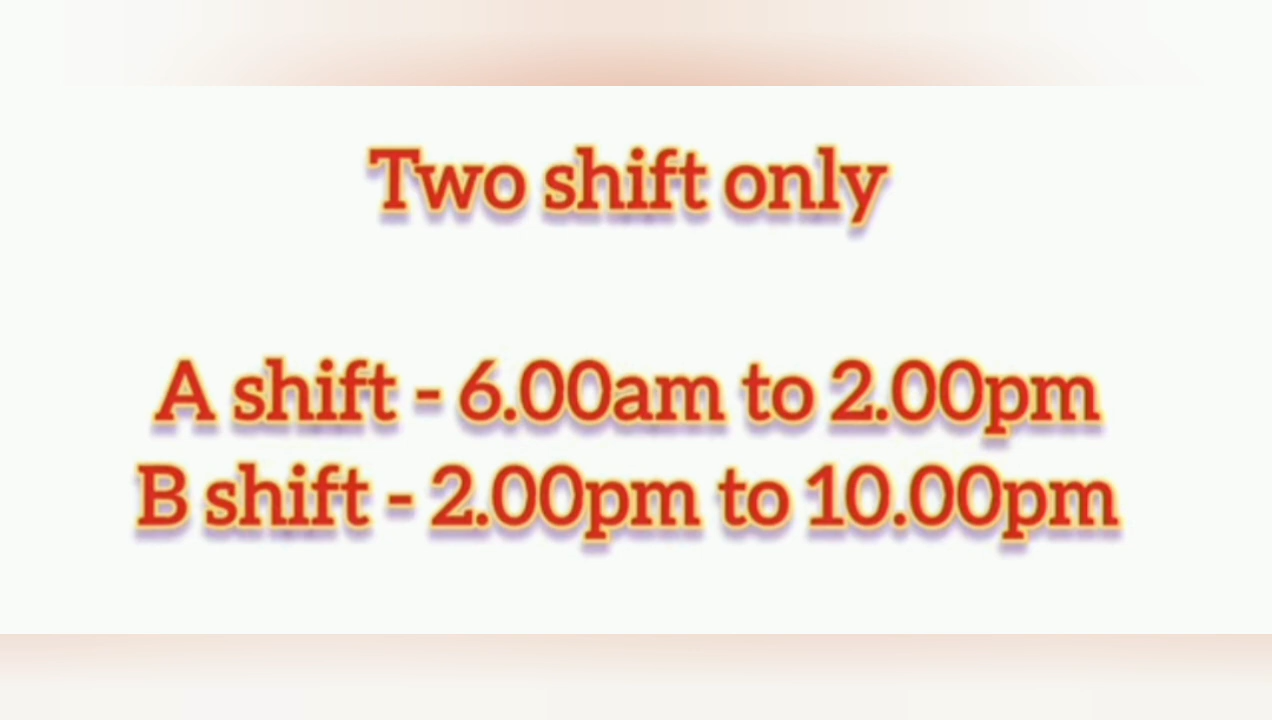 Two shift only
A shift - 6.00am to 2.00pm
B shift - 2.00pm to 10.00pm